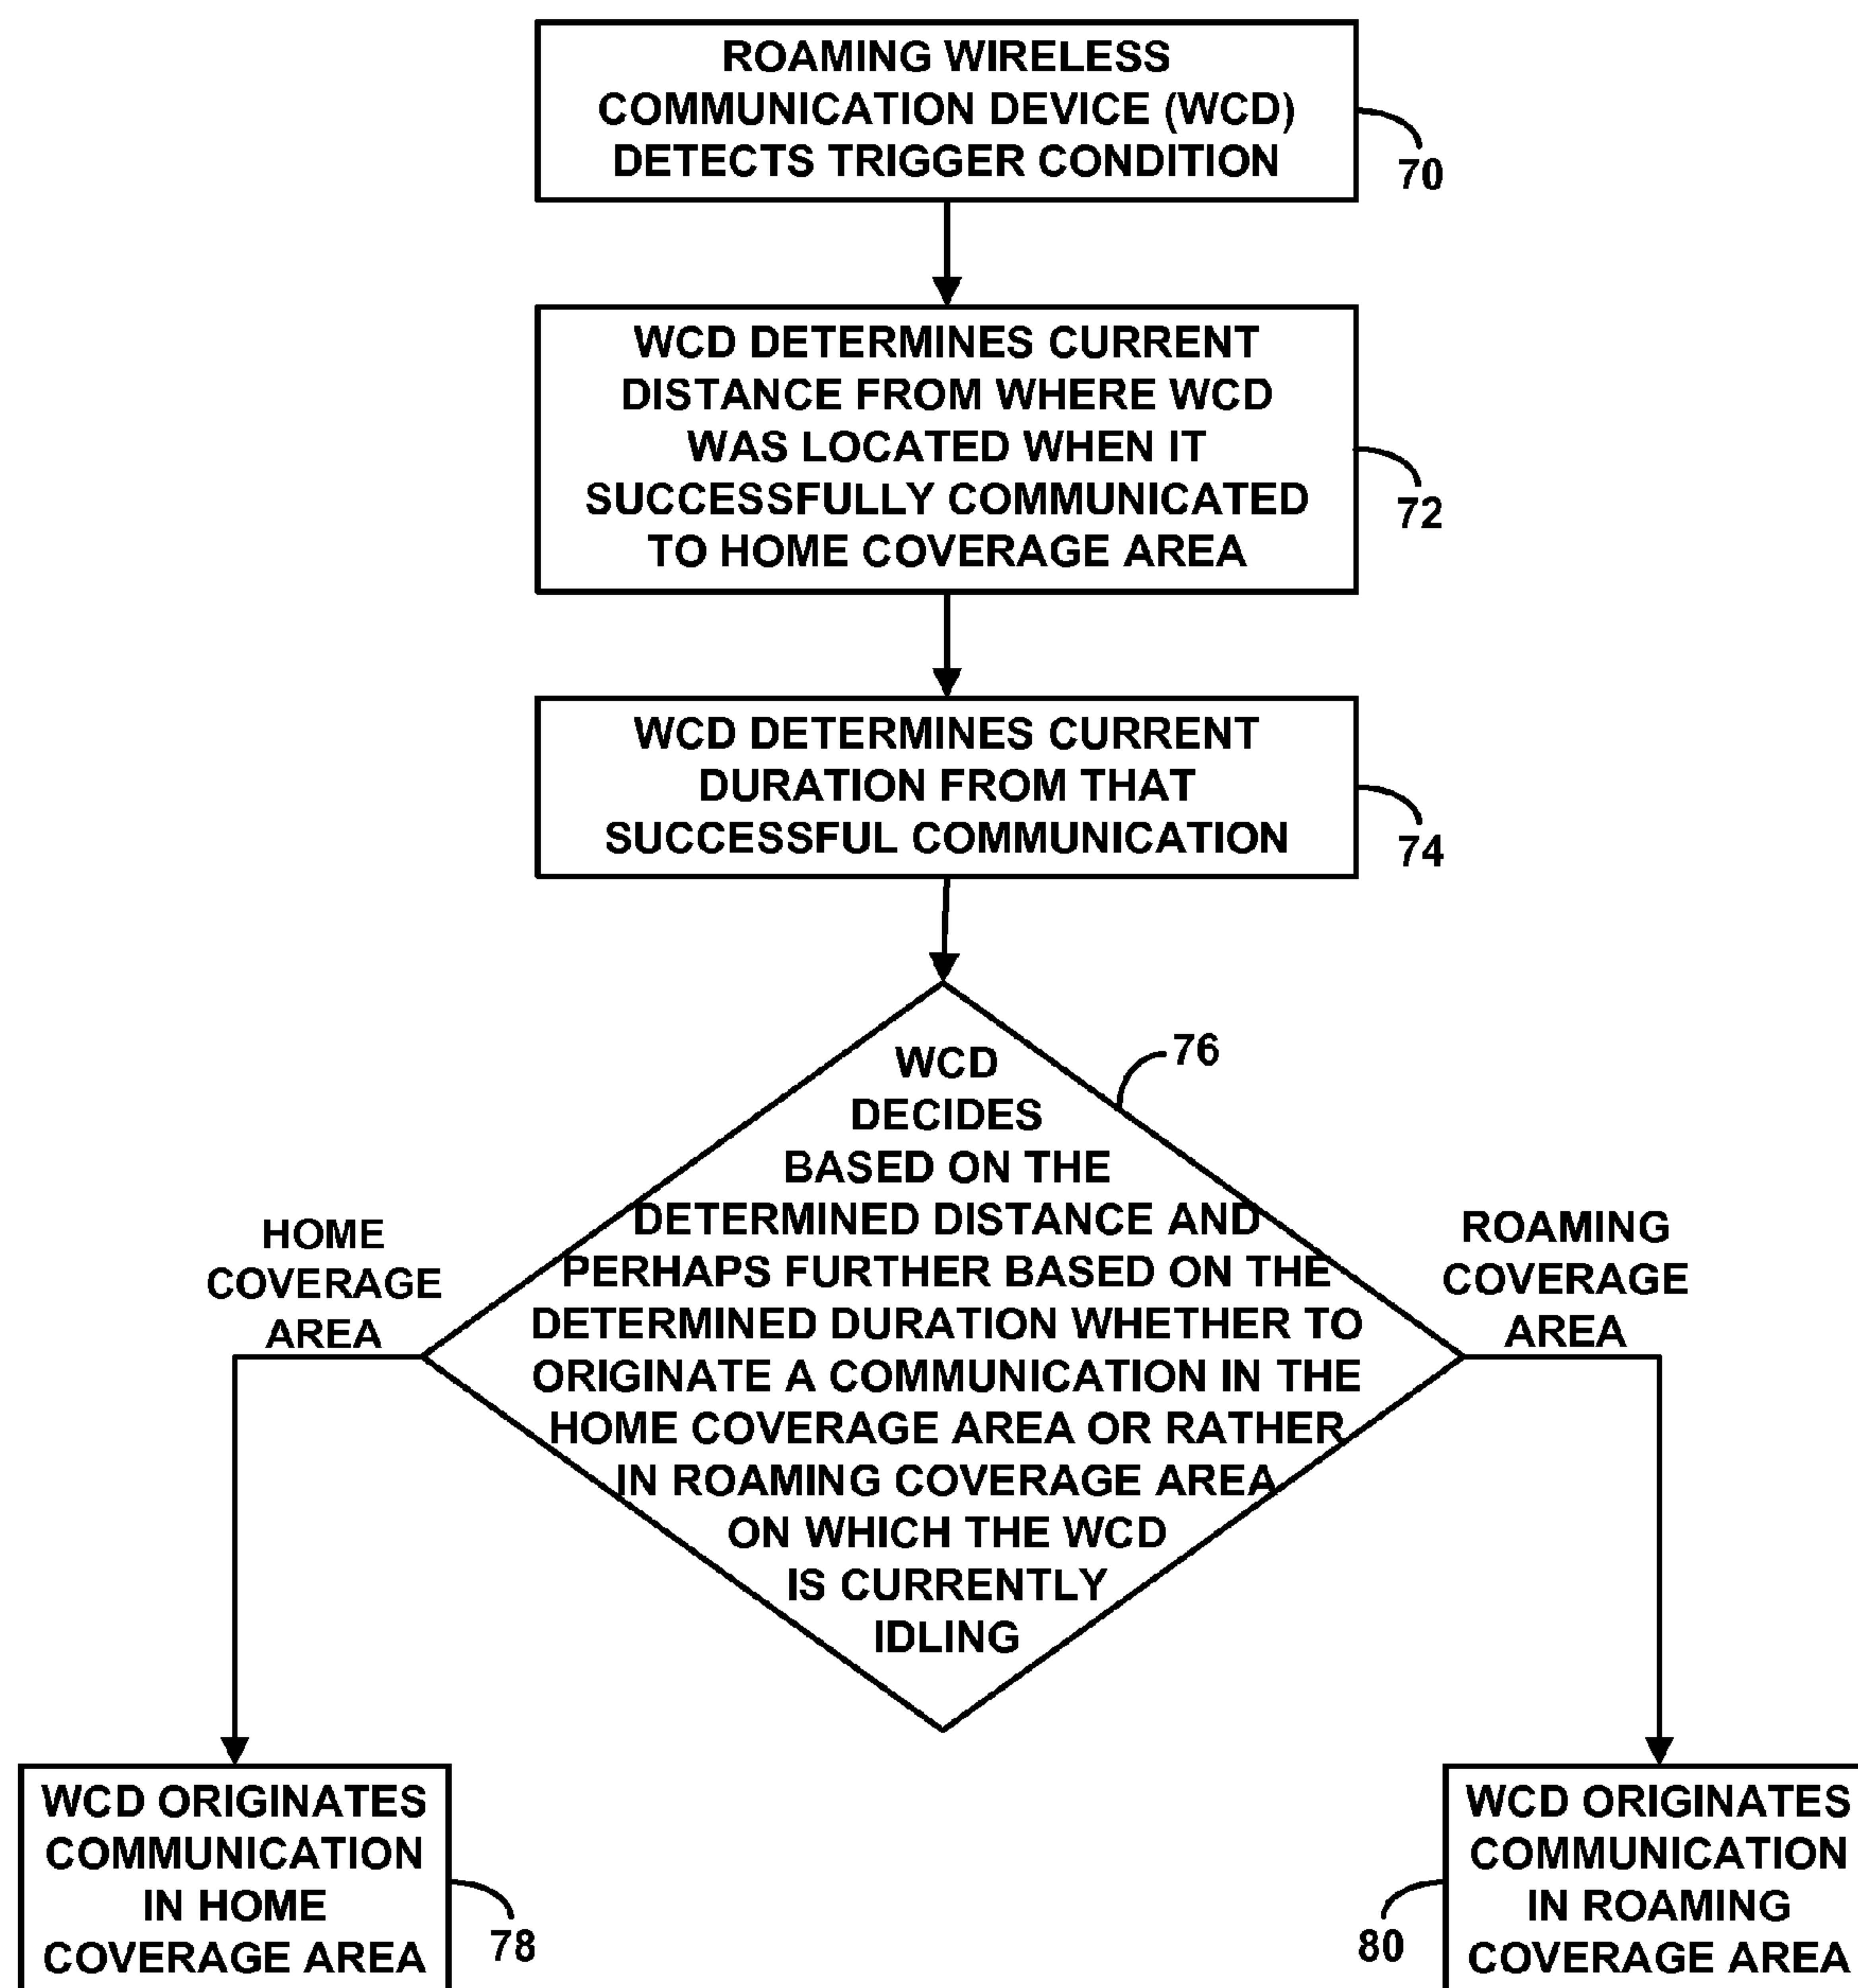 ROAMING WIRELESS
COMMUNICATION DEVICE (WCD)
DETECTS TRIGGER CONDITION
70
WCD DETERMINES CURRENT
DISTANCE FROM WHERE WCD
WAS LOCATED WHEN IT
SUCCESSFULLY COMMUNICATED
TO HOME COVERAGE AREA
72
WCD DETERMINES CURRENT
DURATION FROM THAT
SUCCESSFUL COMMUNICATION
74
76
WCD
DECIDES
BASED ON THE
DETERMINED DISTANCE AND
PERHAPS FURTHER BASED ON THE
DETERMINED DURATION WHETHER TO
ORIGINATE A COMMUNICATION IN THE
HOME COVERAGE AREA OR RATHER
IN ROAMING COVERAGE AREA
ON WHICH THE WCD
IS CURRENTLY
IDLING
HOME
COVERAGE
AREA
ROAMING
COVERAGE
AREA
WCD ORIGINATES
COMMUNICATION
IN HOME
COVERAGE AREA
78
WCD ORIGINATES
COMMUNICATION
IN ROAMING
COVERAGE AREA
80